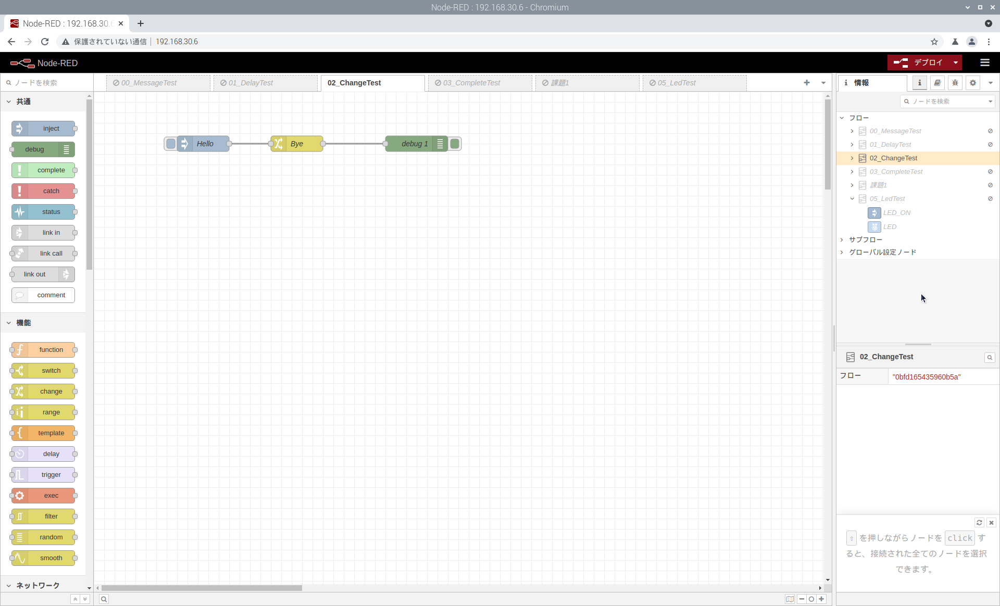 Node-RED : 192.168.30.6 - Chromium
Node-RED : 192.168.30.6
保護されていない通信 192.168.30.6
Node-RED
デプロイ
ノードを検索
00_MessageTest
01_DelayTest
02_ChangeTest
03_CompleteTest
課題1
05_LedTest
情報
共通
inject
debug
complete
catch
status
link in
link call
link out
comment
機能
function
switch
change
range
template
delay
trigger
exec
filter
random
smooth
ネットワーク
Hello
Bye
debug 1
ノードを検索
フロー
00_MessageTest
01_DelayTest
02_ChangeTest
03_CompleteTest
課題1
05_LedTest
LED_ON
LED
サブフロー
グローバル設定ノード
02_ChangeTest
フロー "0bfd165435960b5a"
⇧ を押しながらノードを click す
ると、接続された全てのノードを選択
できます。